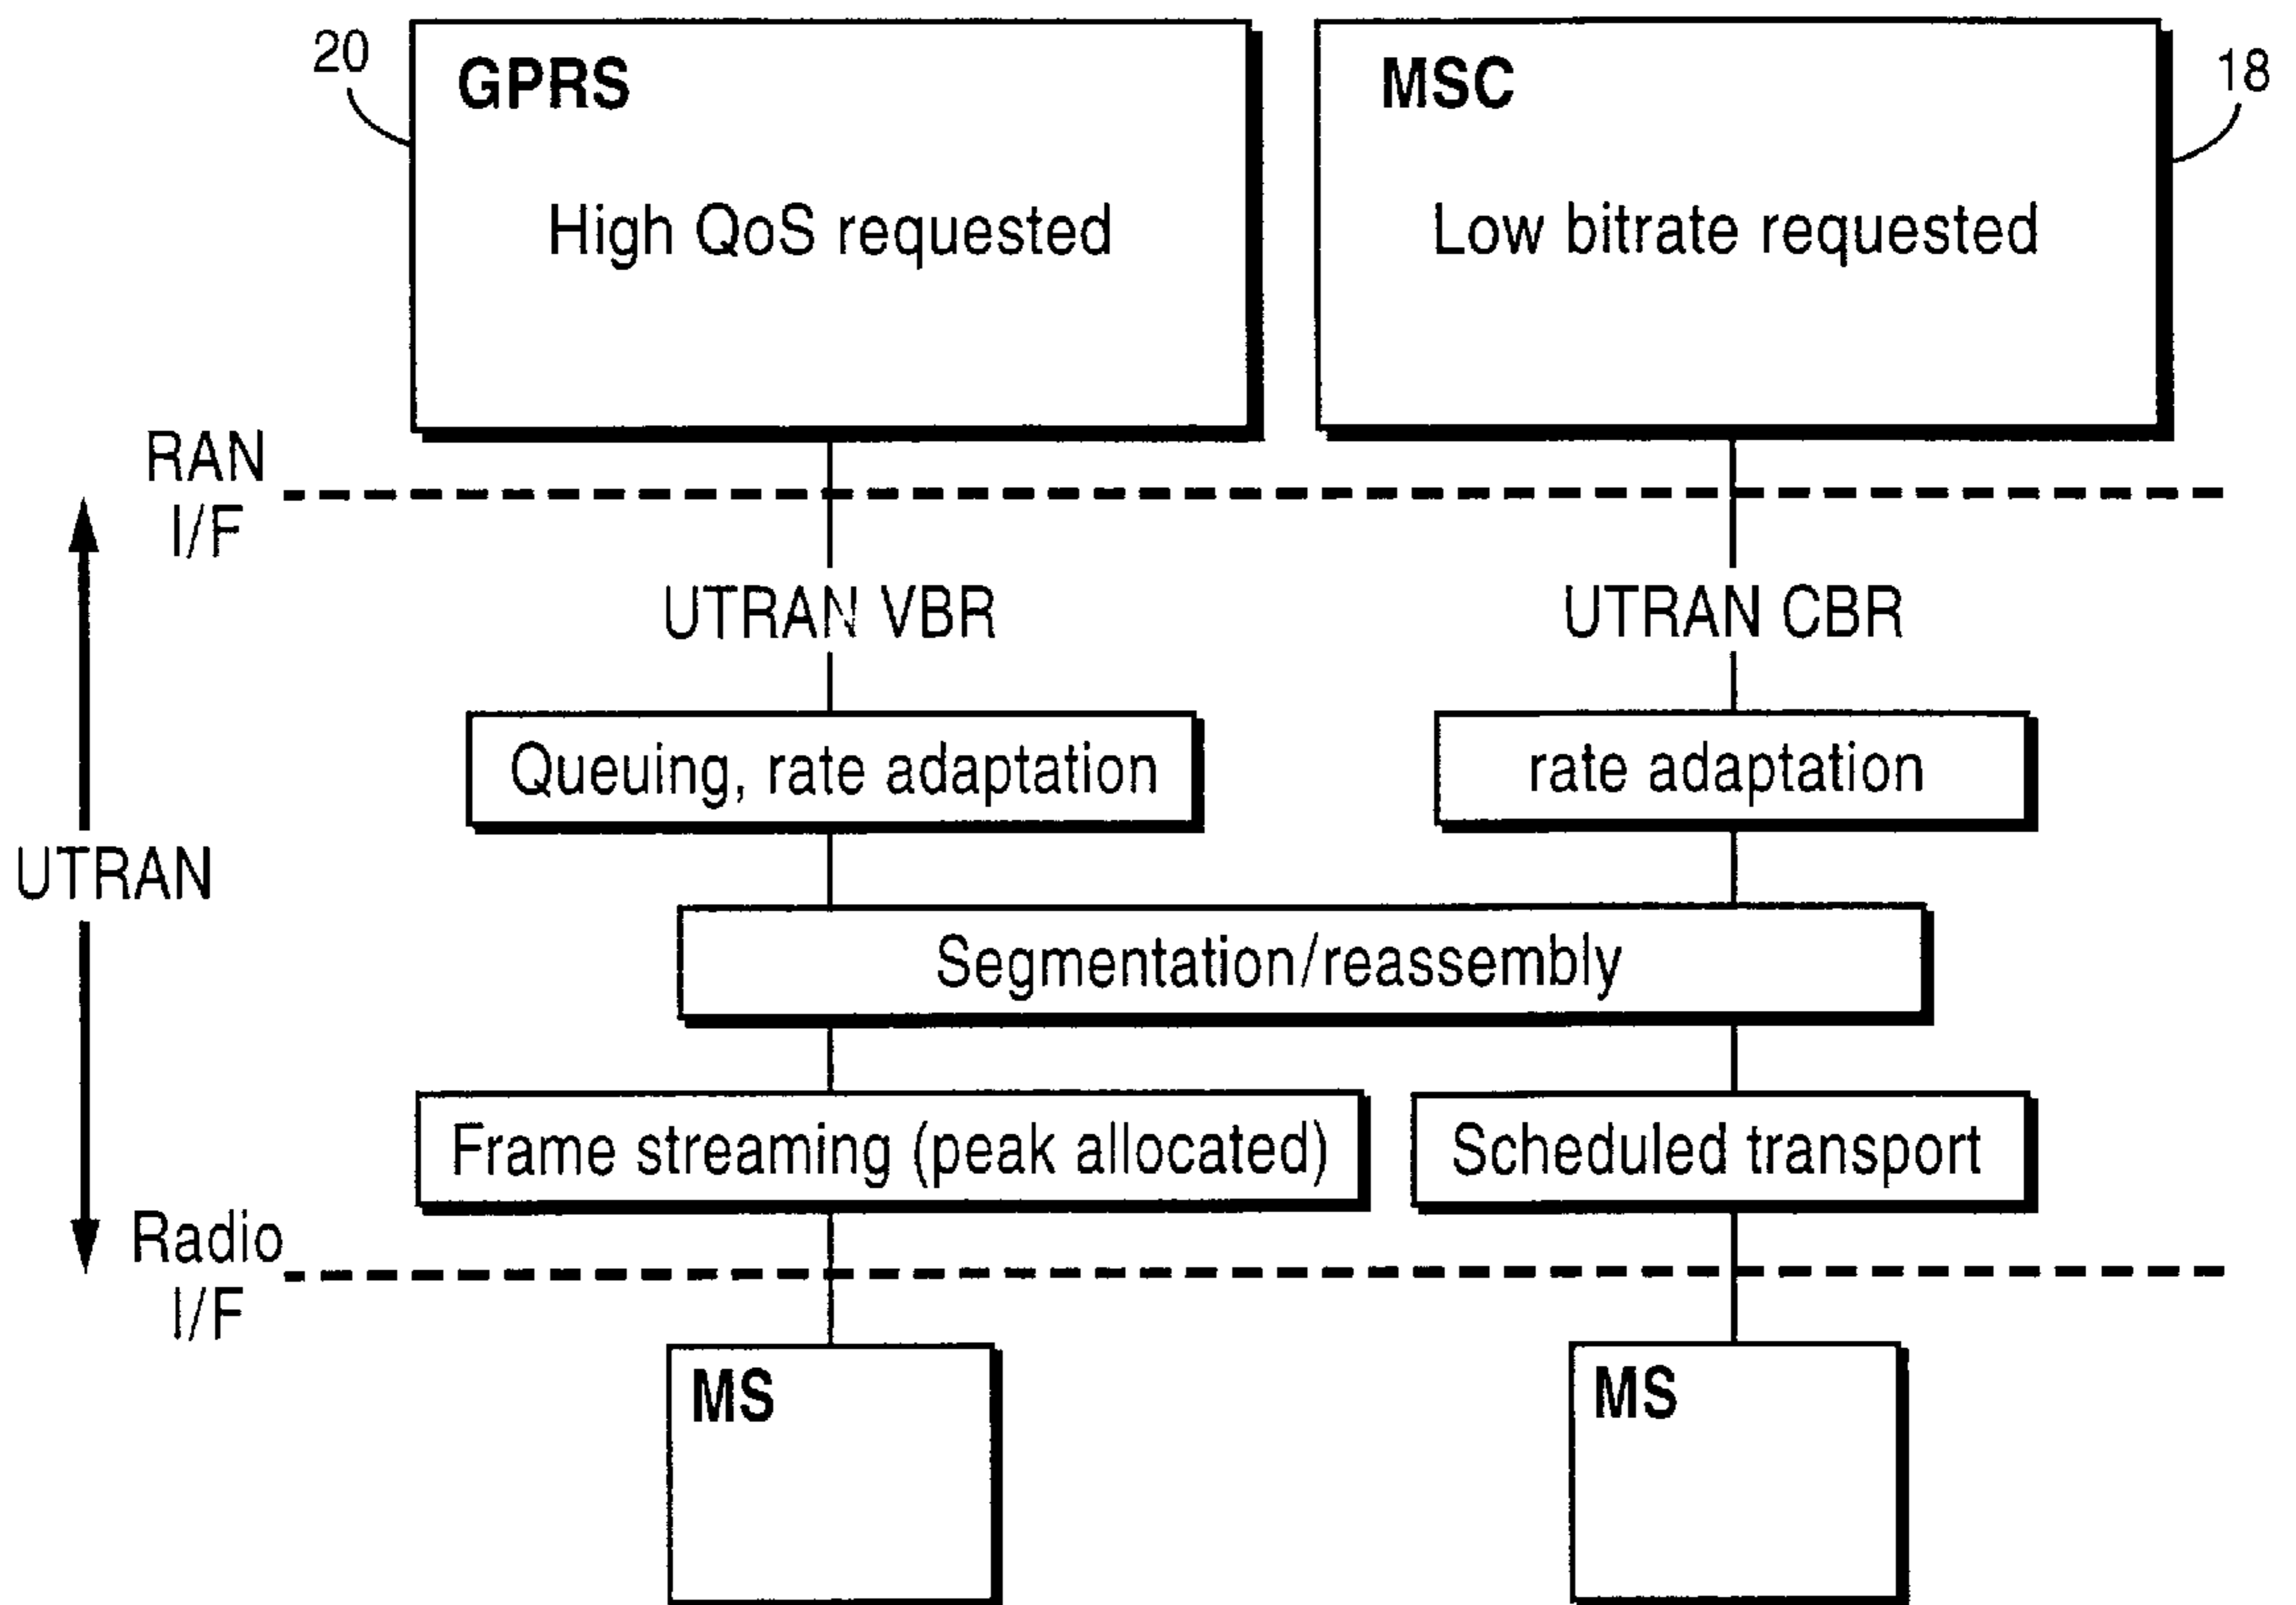 20
GPRS
High QoS requested
MSC
Low bitrate requested
18
RAN
I/F
UTRAN VBR
UTRAN CBR
Queuing, rate adaptation
rate adaptation
UTRAN
Segmentation/reassembly
Frame streaming (peak allocated)
Scheduled transport
Radio
I/F
MS
MS